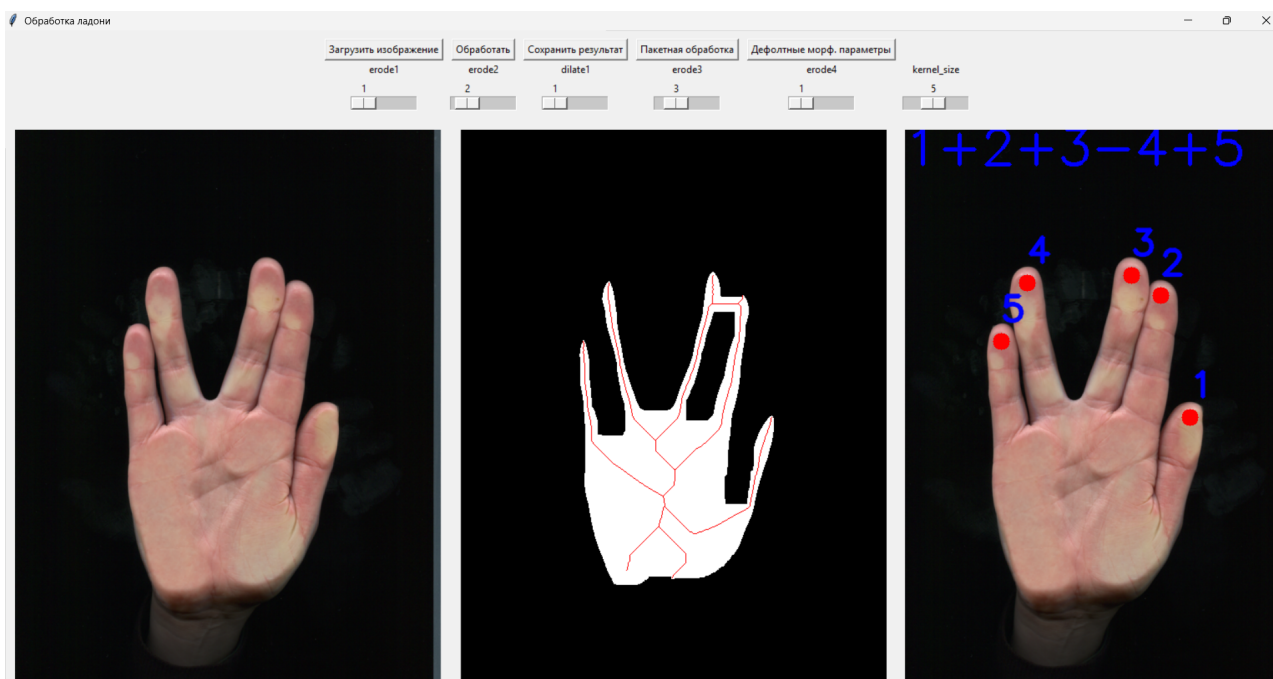 Обработка ладони
Загрузить изображение Обработать Сохранить результат Пакетная обработка Дефолтные морф. параметры
erode1 erode2 dilate1 erode3 erode4 kernel_size
1 2 1 3 1 5
1+2+3-4+5
4 3 2
5
1